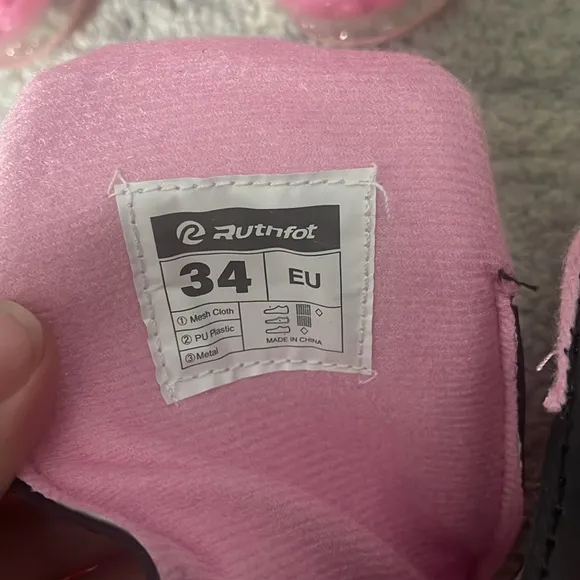 Ruthfot
34 EU
① Mesh Cloth
② PU Plastic
③ Metal
MADE IN CHINA